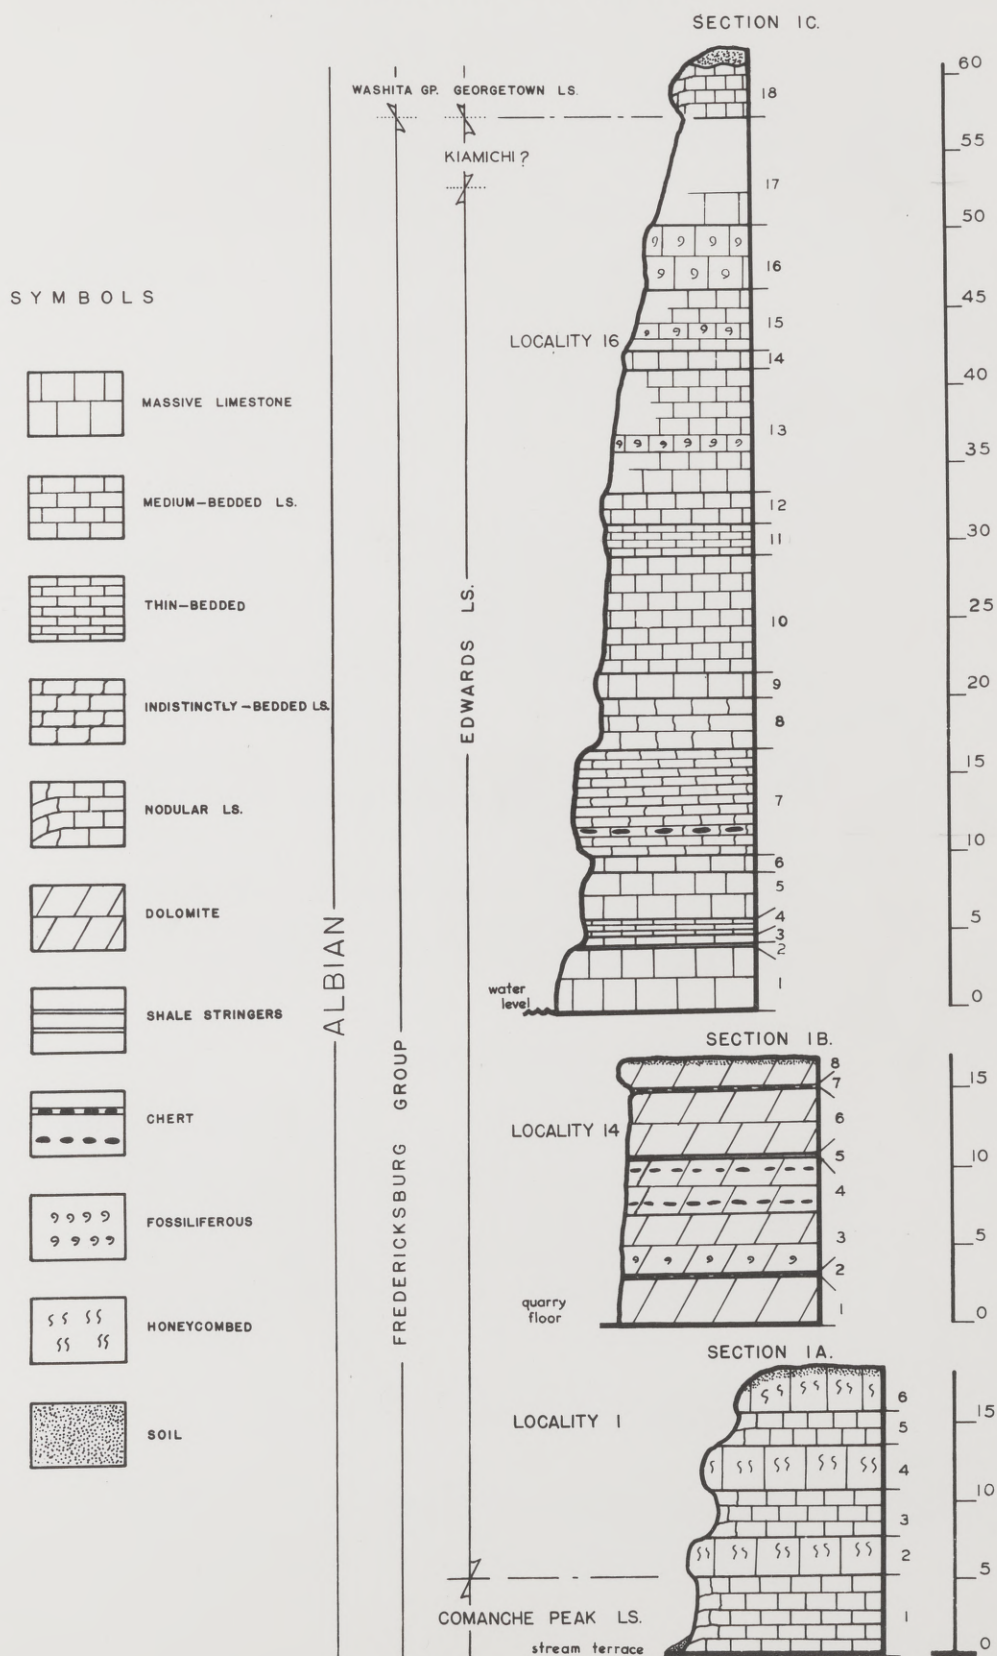 SECTION 1C.
WASHITA GP. GEORGETOWN LS.
KIAMICHI ?
LOCALITY 16
18
17
16
15
14
13
12
11
10
9
8
7
6
5
4
3
2
1
60
55
50
45
40
35
30
25
20
15
10
5
0
water
level
SYMBOLS
MASSIVE LIMESTONE
MEDIUM-BEDDED LS.
THIN-BEDDED
INDISTINCTLY-BEDDED LS.
NODULAR LS.
DOLOMITE
SHALE STRINGERS
CHERT
FOSSILIFEROUS
HONEYCOMBED
SOIL
ALBIAN
FREDERICKSBURG GROUP
EDWARDS LS.
SECTION 1B.
LOCALITY 14
8
7
6
5
4
3
2
1
15
10
5
0
quarry
floor
SECTION 1A.
LOCALITY 1
6
5
4
3
2
1
15
10
5
0
COMANCHE PEAK LS.
stream terrace